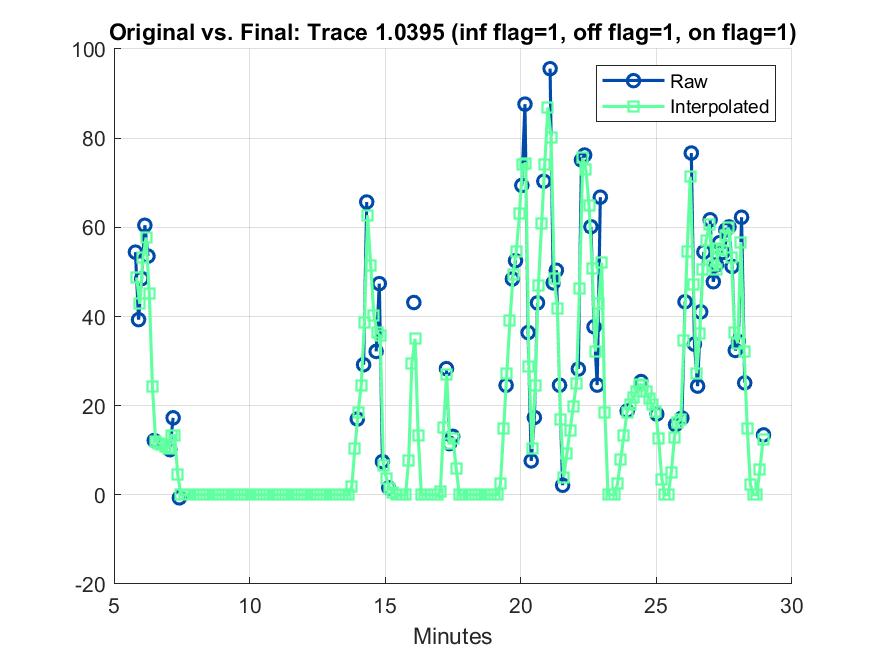 Original vs. Final: Trace 1.0395 (inf flag=1, off flag=1, on flag=1)
100
80
60
40
20
0
-20
Raw
Interpolated
5 10 15 20 25 30
Minutes